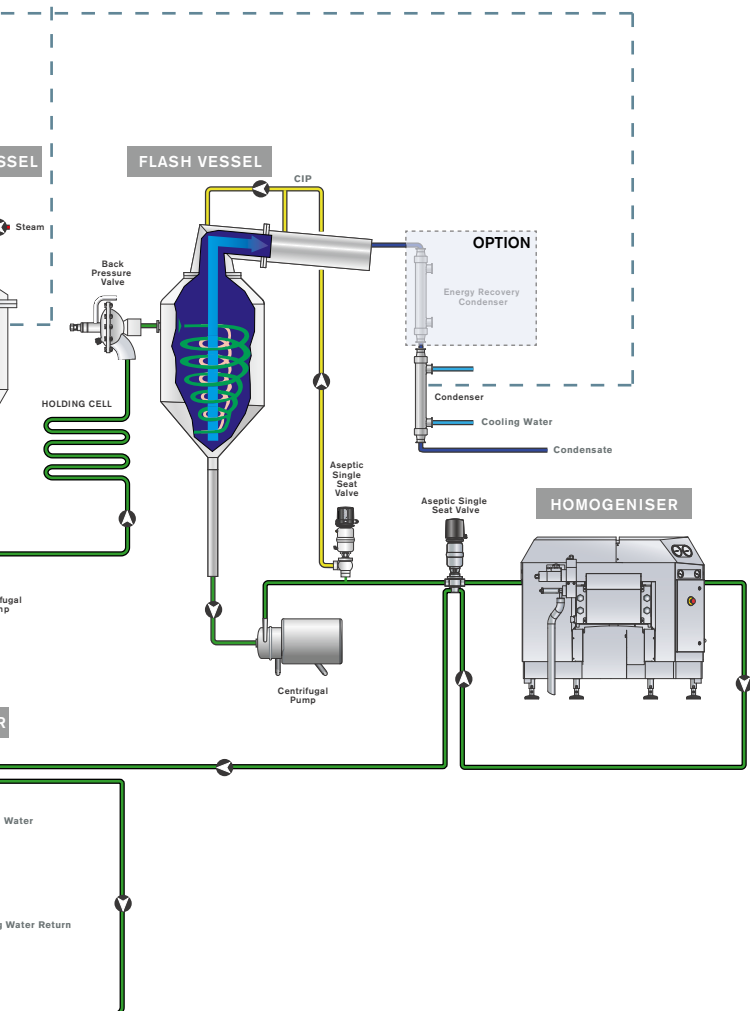 SSEL
FLASH VESSEL
CIP
Steam
OPTION
Back
Pressure
Valve
Energy Recovery
Condenser
HOLDING CELL
Condenser
Cooling Water
Condensate
Aseptic
Single
Seat
Valve
Aseptic Single
Seat Valve
HOMOGENISER
fugal
mp
Centrifugal
Pump
R
Water
g Water Return